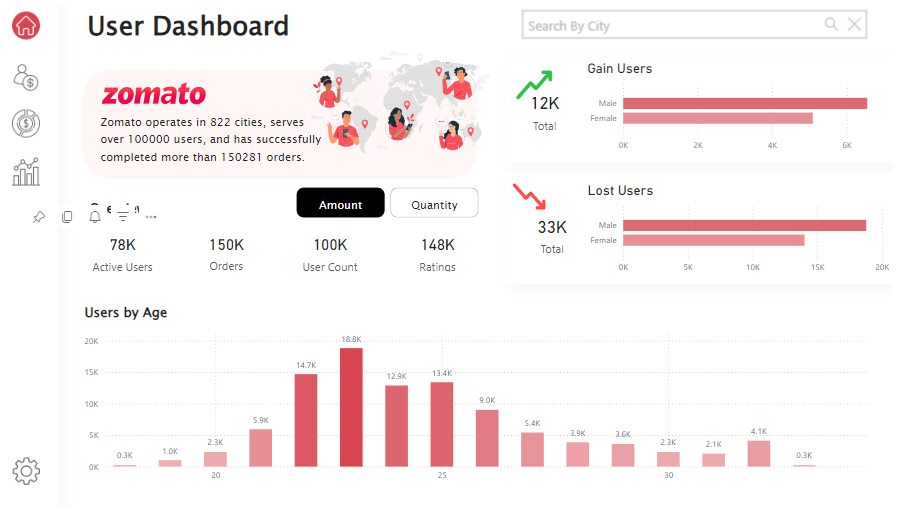 User Dashboard
Search By City
zomato
Zomato operates in 822 cities, serves
over 100000 users, and has successfully
completed more than 150281 orders.
Gain Users
12K
Total
Male
Female
0K 2K 4K 6K
Lost Users
33K
Total
Male
Female
0K 5K 10K 15K 20K
Amount Quantity
78K 150K 100K 148K
Active Users Orders User Count Ratings
Users by Age
20K
15K
10K
5K
0K
0.3K 1.0K 2.3K 5.9K 14.7K 18.8K 12.9K 13.4K 9.0K 5.4K 3.9K 3.6K 2.3K 2.1K 4.1K 0.3K
20 25 30